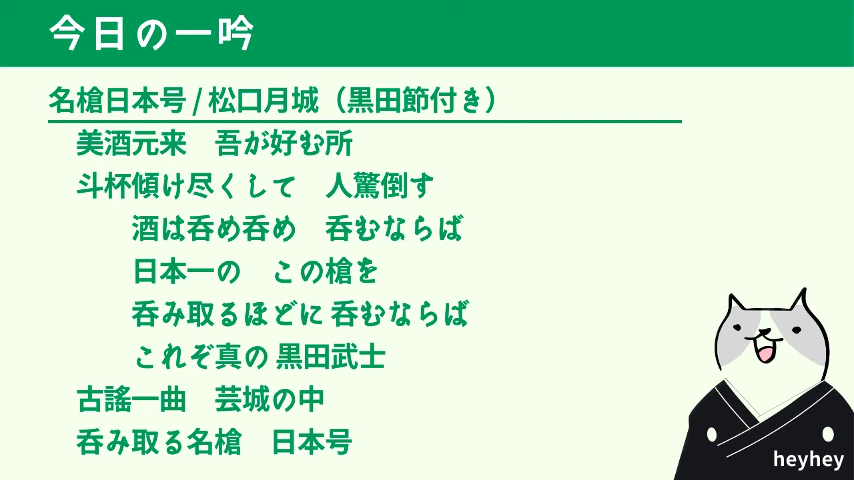 今日の一吟
名槍日本号 / 松口月城（黒田節付き）
美酒元来　吾が好む所
斗杯傾け尽くして　人驚倒す
酒は呑め呑め　呑むならば
日本一の　この槍を
呑み取るほどに 呑むならば
これぞ真の 黒田武士
古謠一曲　芸城の中
呑み取る名槍　日本号
heyhey